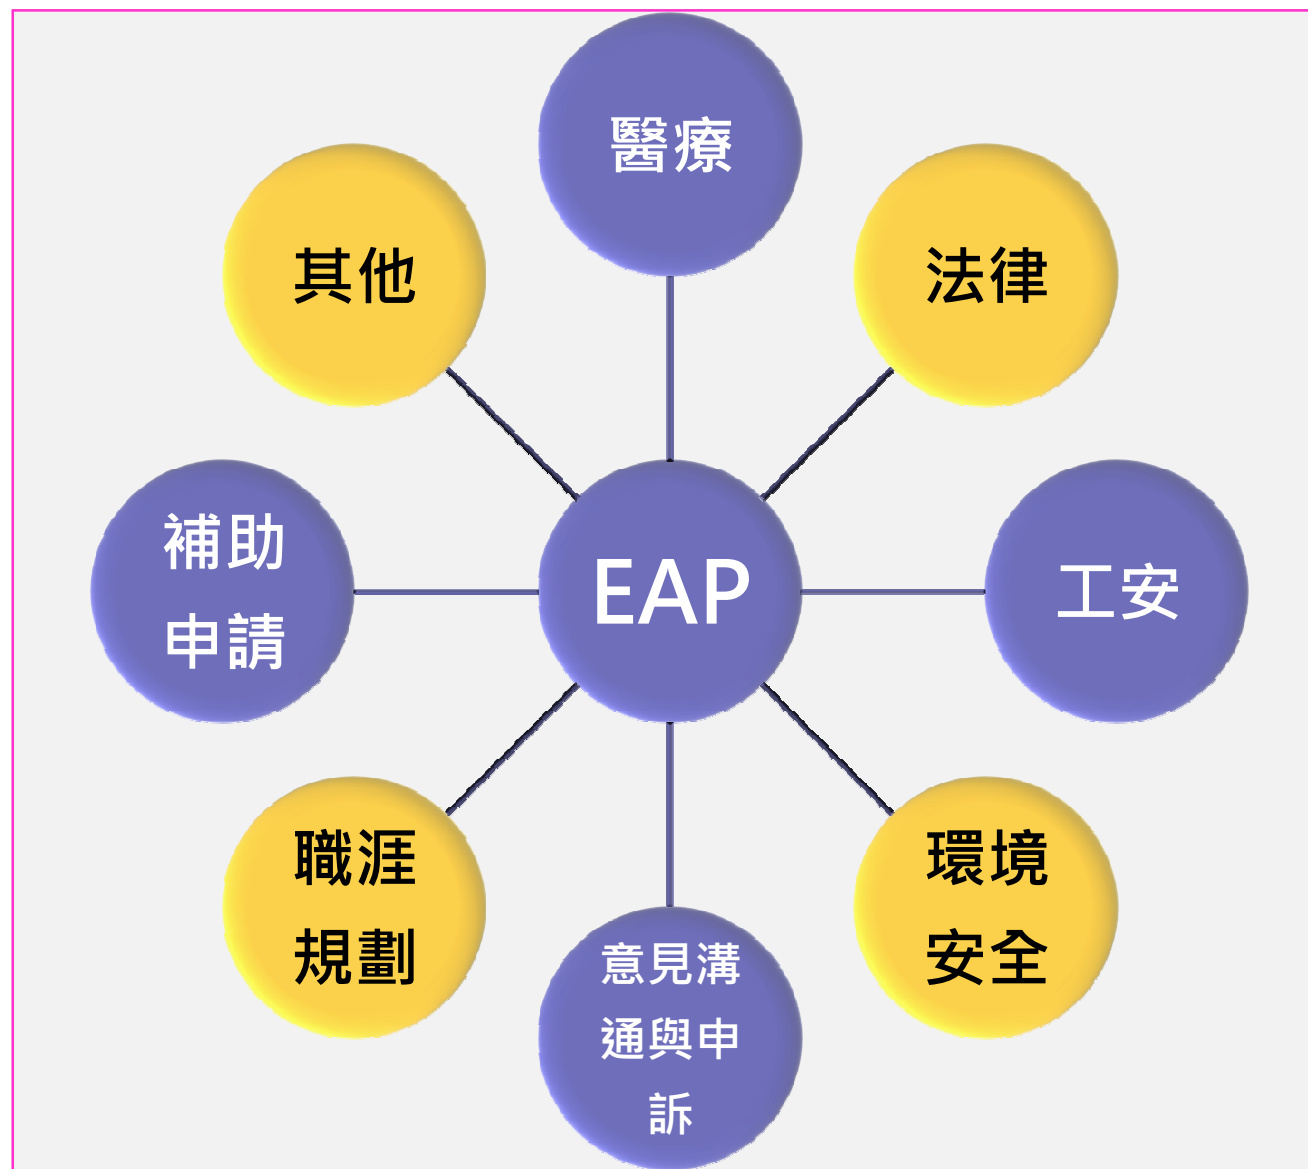 醫療
其他
法律
補助
申請
EAP
工安
職涯
規劃
環境
安全
意見溝
通與申
訴